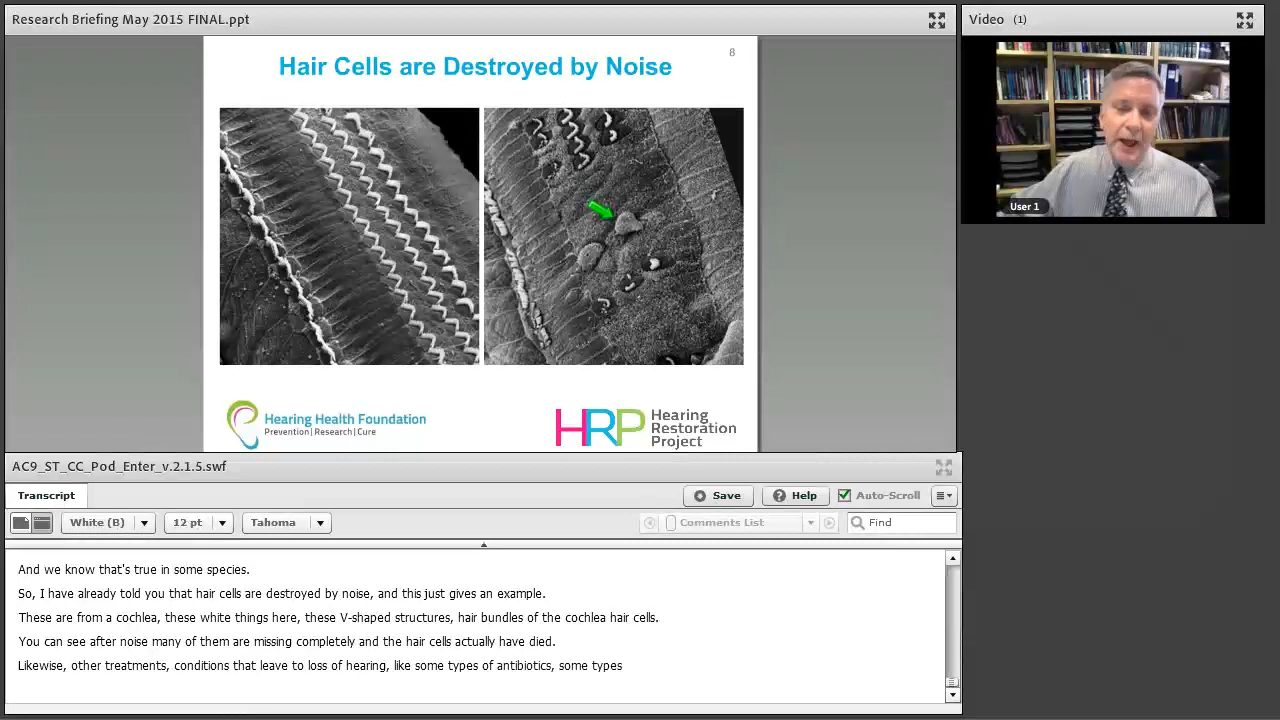 Research Briefing May 2015 FINAL.ppt
8
Hair Cells are Destroyed by Noise
Hearing Health Foundation
Prevention|Research|Cure
HRP
Hearing
Restoration
Project
Video (1)
User 1
AC9_ST_CC_Pod_Enter_v.2.1.5.swf
Transcript
Save
Help
Auto-Scroll
White (B)
12 pt
Tahoma
Comments List
Find
And we know that's true in some species.
So, I have already told you that hair cells are destroyed by noise, and this just gives an example.
These are from a cochlea, these white things here, these V-shaped structures, hair bundles of the cochlea hair cells.
You can see after noise many of them are missing completely and the hair cells actually have died.
Likewise, other treatments, conditions that leave to loss of hearing, like some types of antibiotics, some types